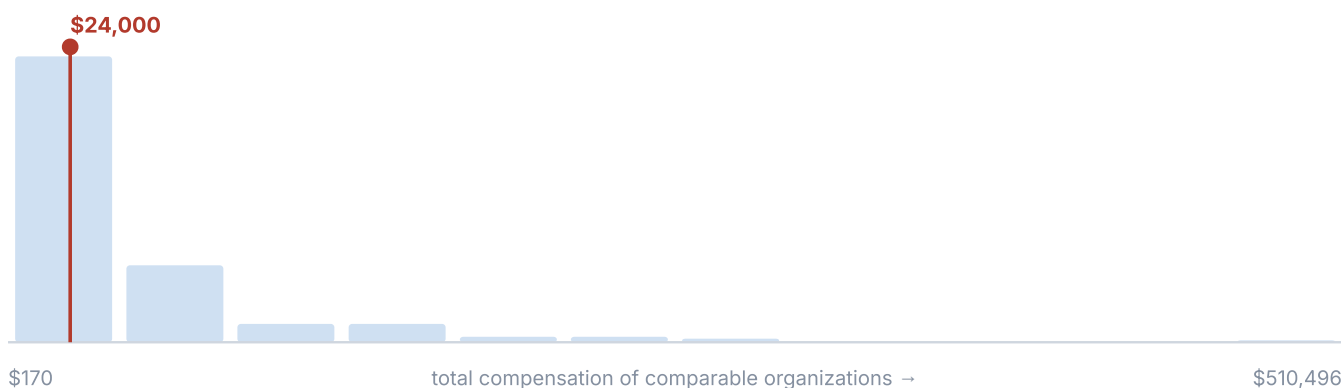 $24,000
$170
total compensation of comparable organizations →
$510,496